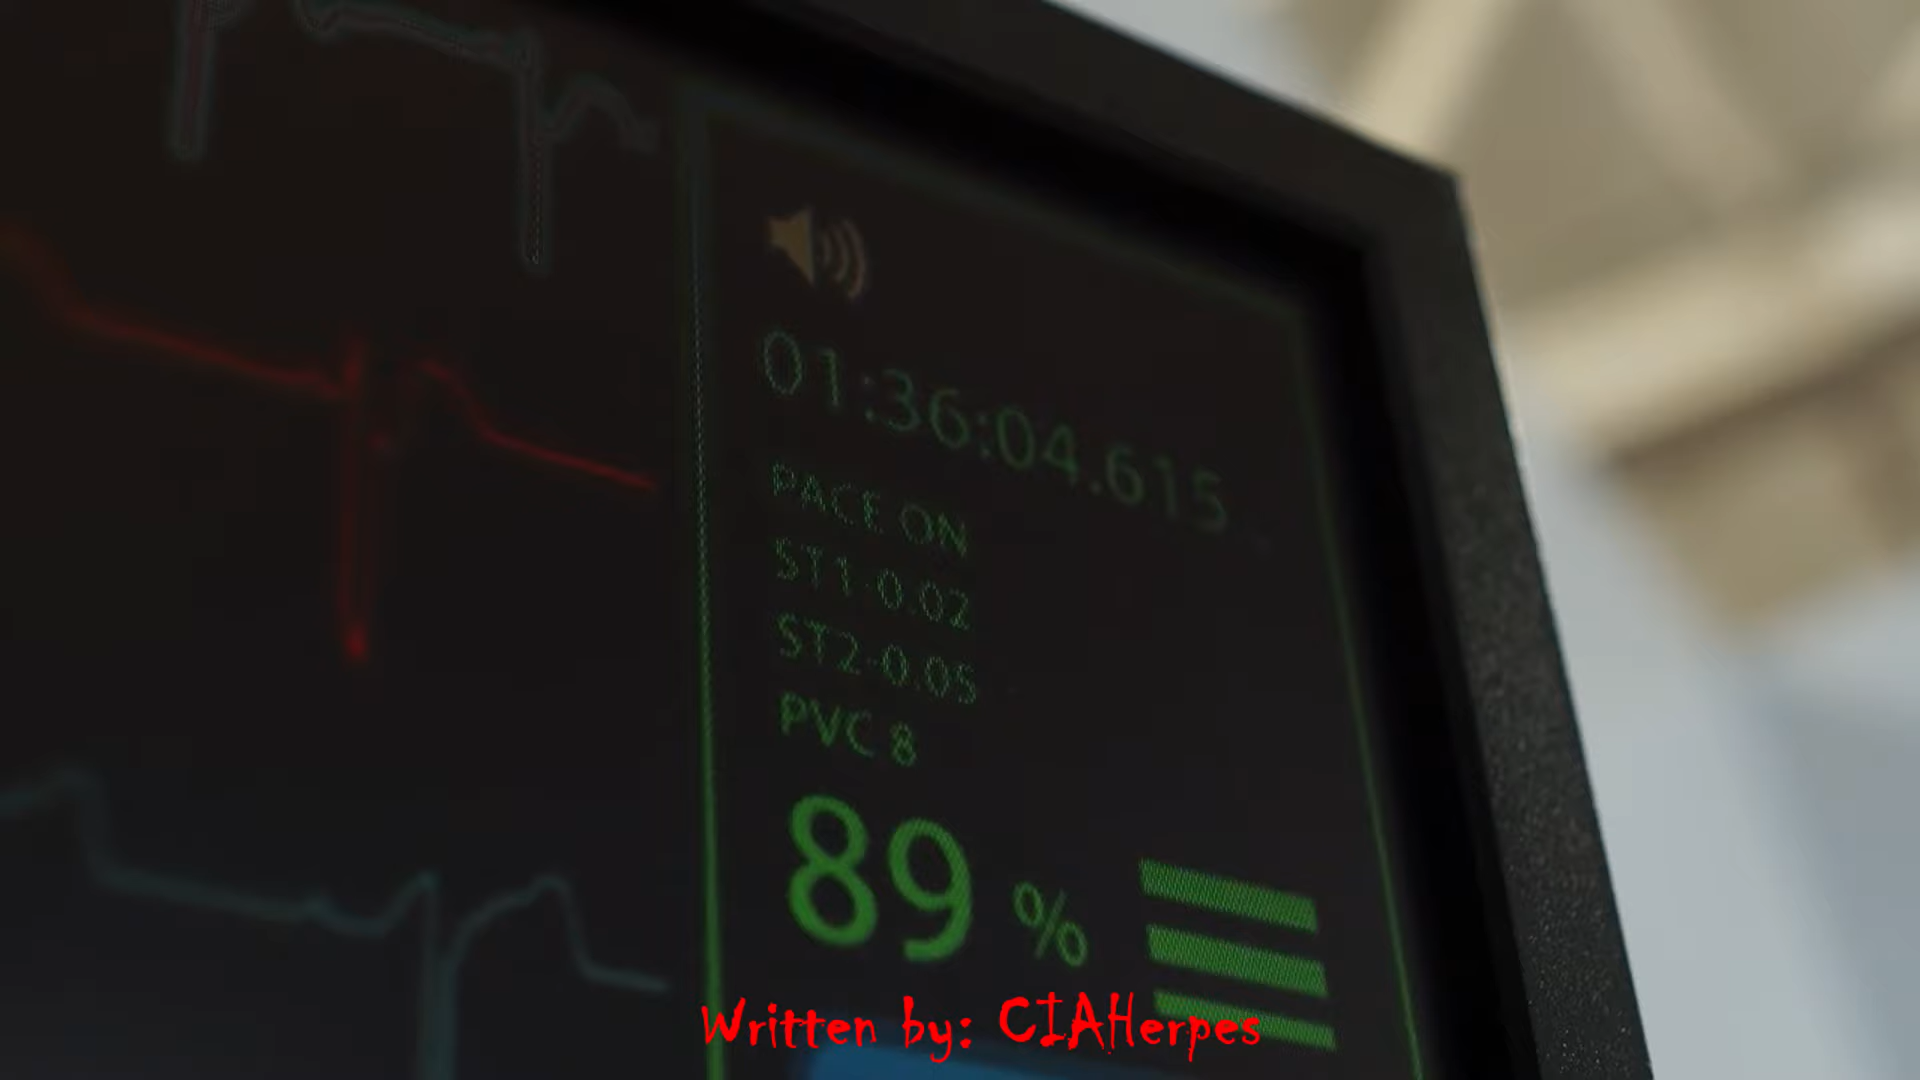 01:36:04.615
PACE ON
ST1-0.02
ST2-0.05
PVC 8
89 %
Written by: CIAHerpes